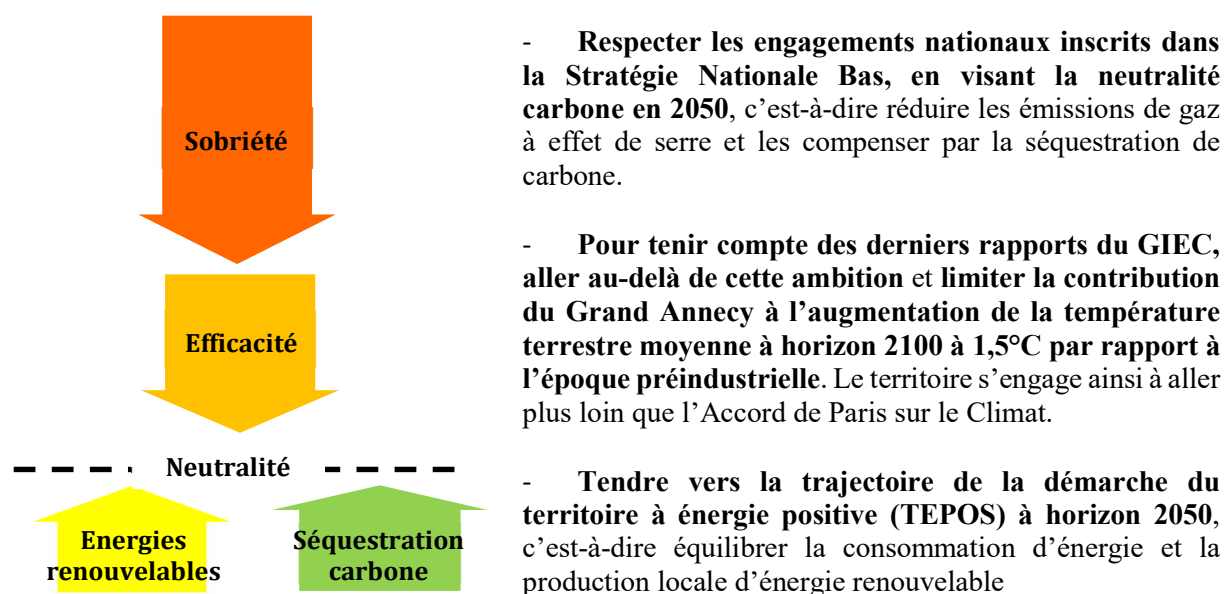 Sobriété
Efficacité
Neutralité
Energies
renouvelables
Séquestration
carbone
- Respecter les engagements nationaux inscrits dans
la Stratégie Nationale Bas, en visant la neutralité
carbone en 2050, c’est-à-dire réduire les émissions de gaz
à effet de serre et les compenser par la séquestration de
carbone.
- Pour tenir compte des derniers rapports du GIEC,
aller au-delà de cette ambition et limiter la contribution
du Grand Annecy à l’augmentation de la température
terrestre moyenne à horizon 2100 à 1,5°C par rapport à
l’époque préindustrielle. Le territoire s’engage ainsi à aller
plus loin que l’Accord de Paris sur le Climat.
- Tendre vers la trajectoire de la démarche du
territoire à énergie positive (TEPOS) à horizon 2050,
c’est-à-dire équilibrer la consommation d’énergie et la
production locale d’énergie renouvelable